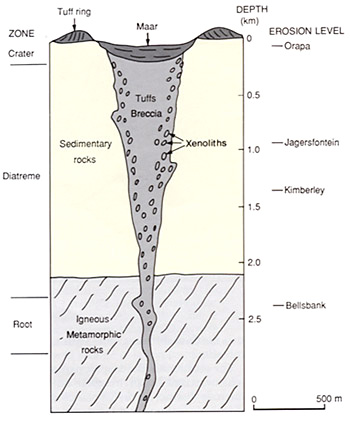 Tuff ring
Maar
DEPTH
(km)
EROSION LEVEL
ZONE
Crater
0
Orapa
Tuffs
Breccia
0.5
Sedimentary
rocks
Xenoliths
1.0
Jagersfontein
Diatreme
Kimberley
1.5
2.0
Bellsbank
Root
Igneous
Metamorphic
rocks
2.5
0
500 m